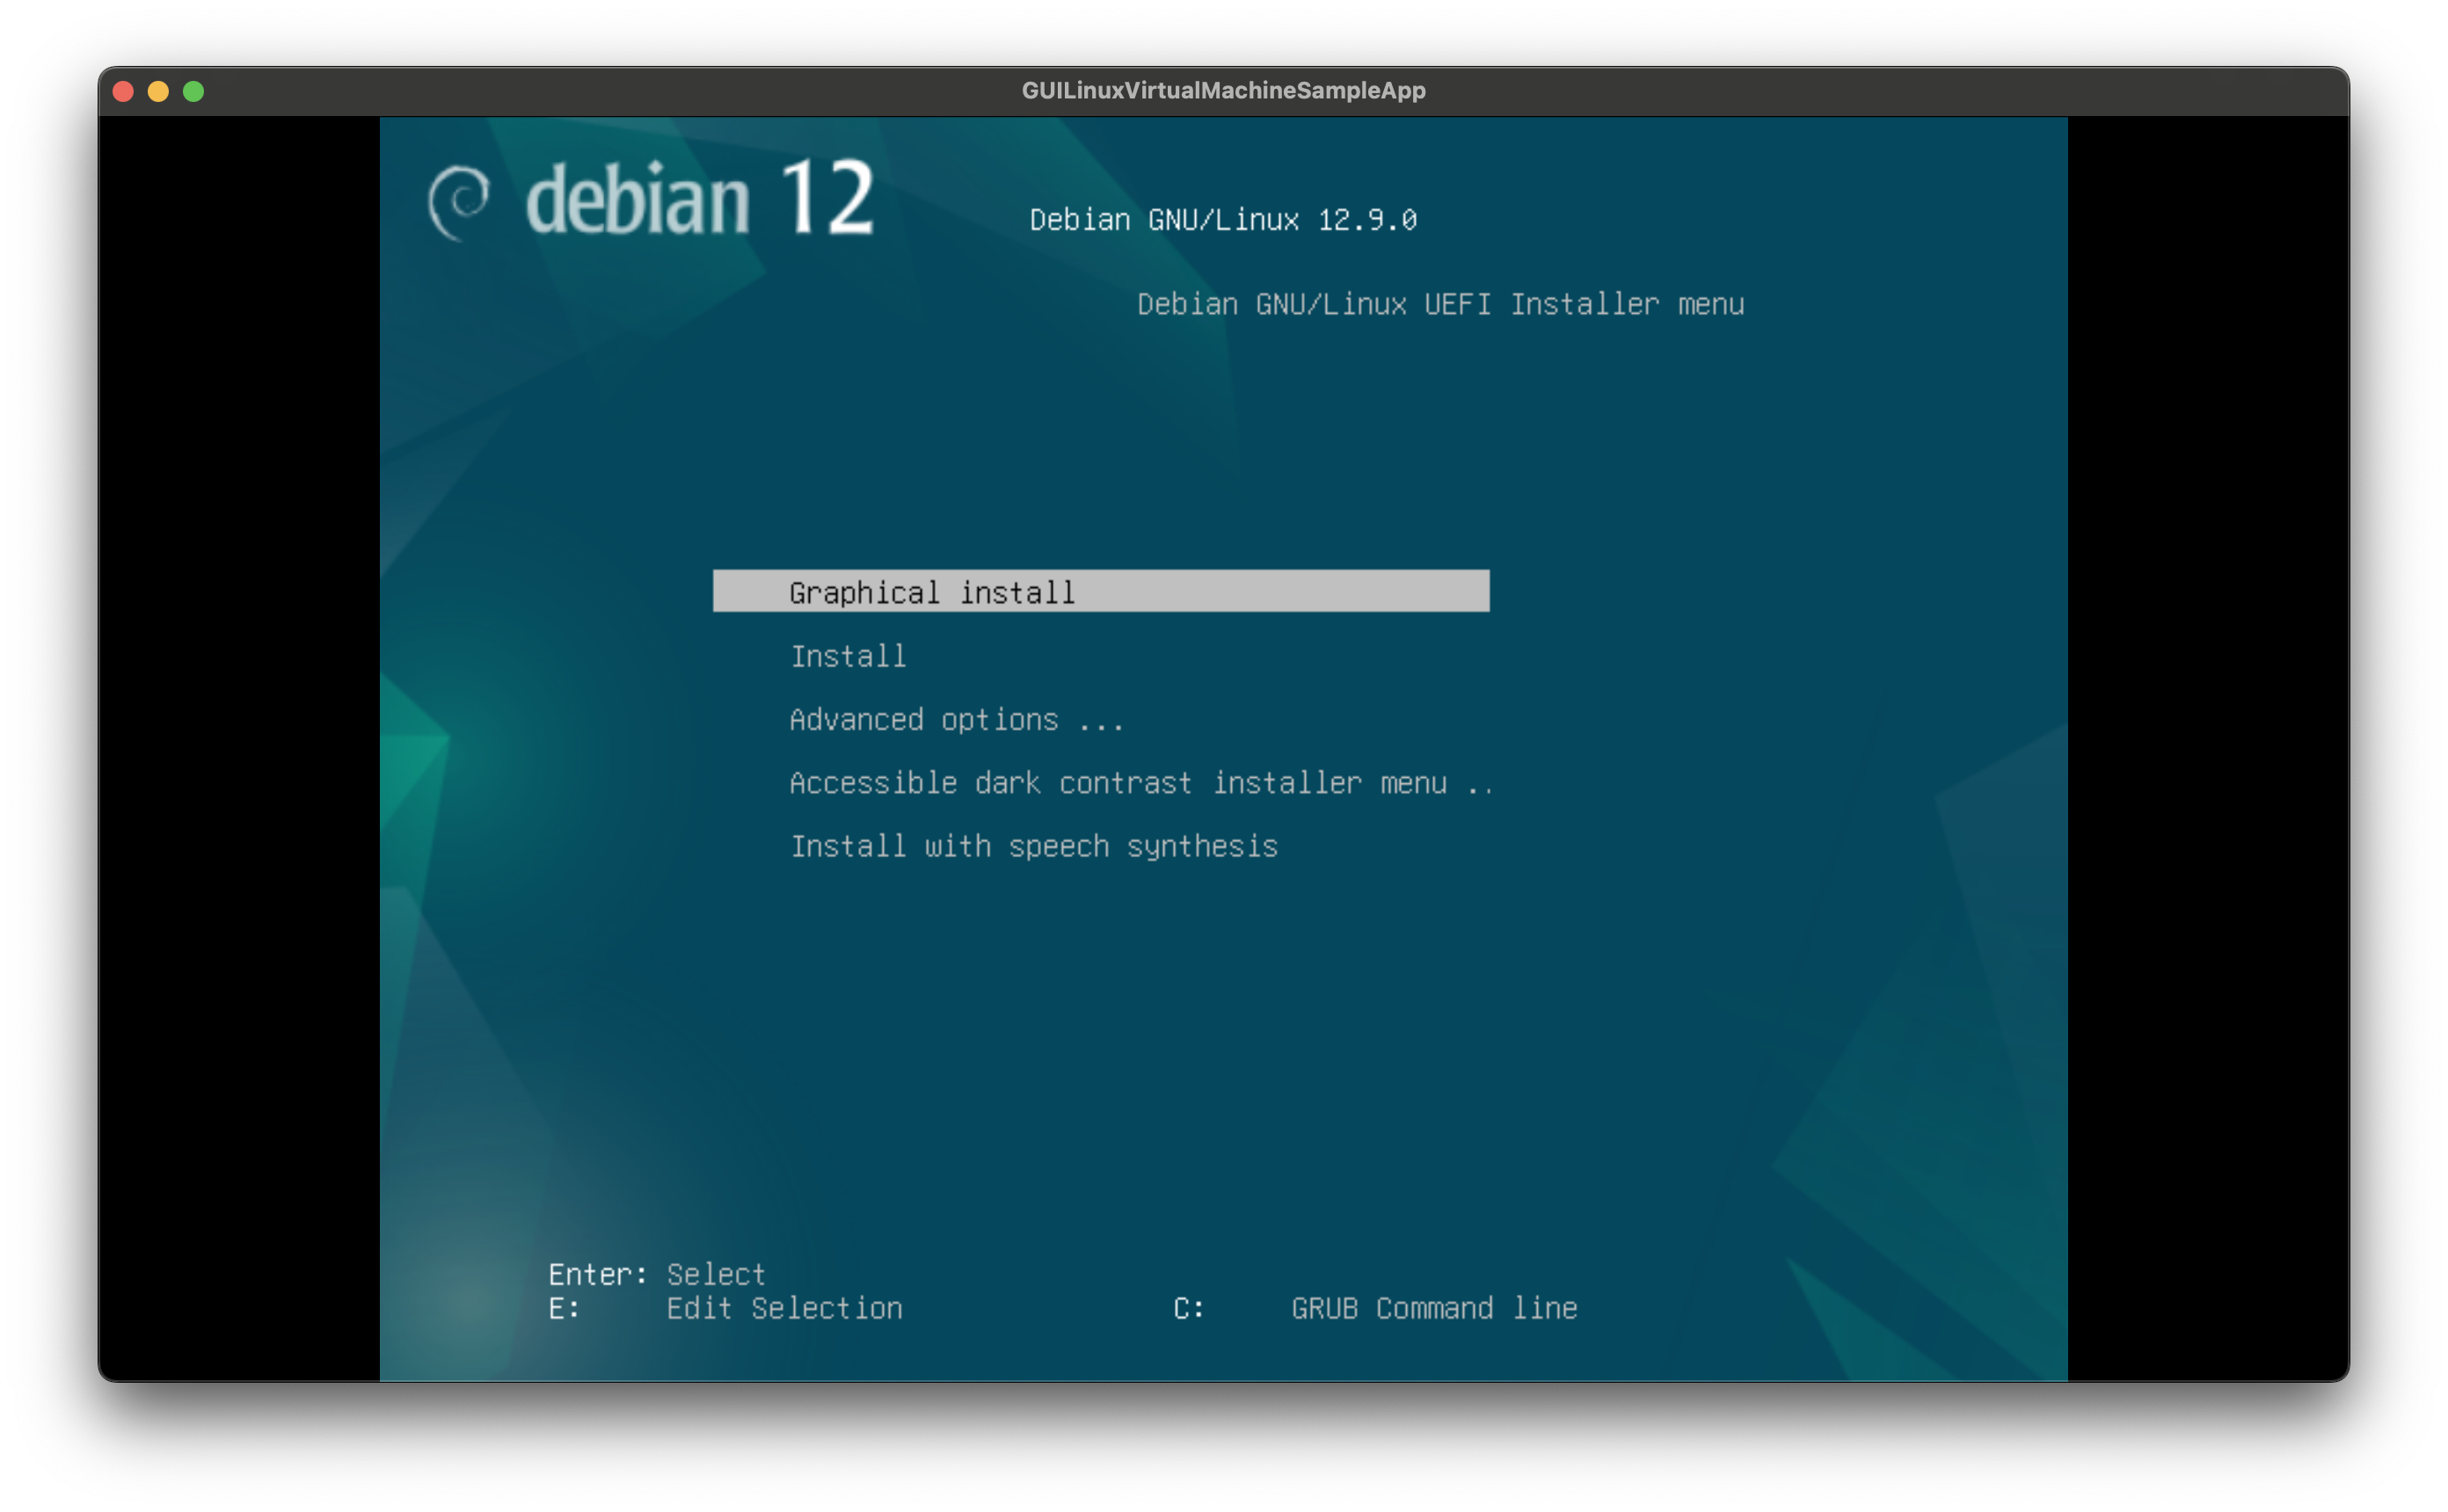 GUILinuxVirtualMachineSampleApp
debian 12
Debian GNU/Linux 12.9.0
Debian GNU/Linux UEFI Installer menu
Graphical install
Install
Advanced options ...
Accessible dark contrast installer menu ..
Install with speech synthesis
Enter: Select
E: Edit Selection C: GRUB Command line